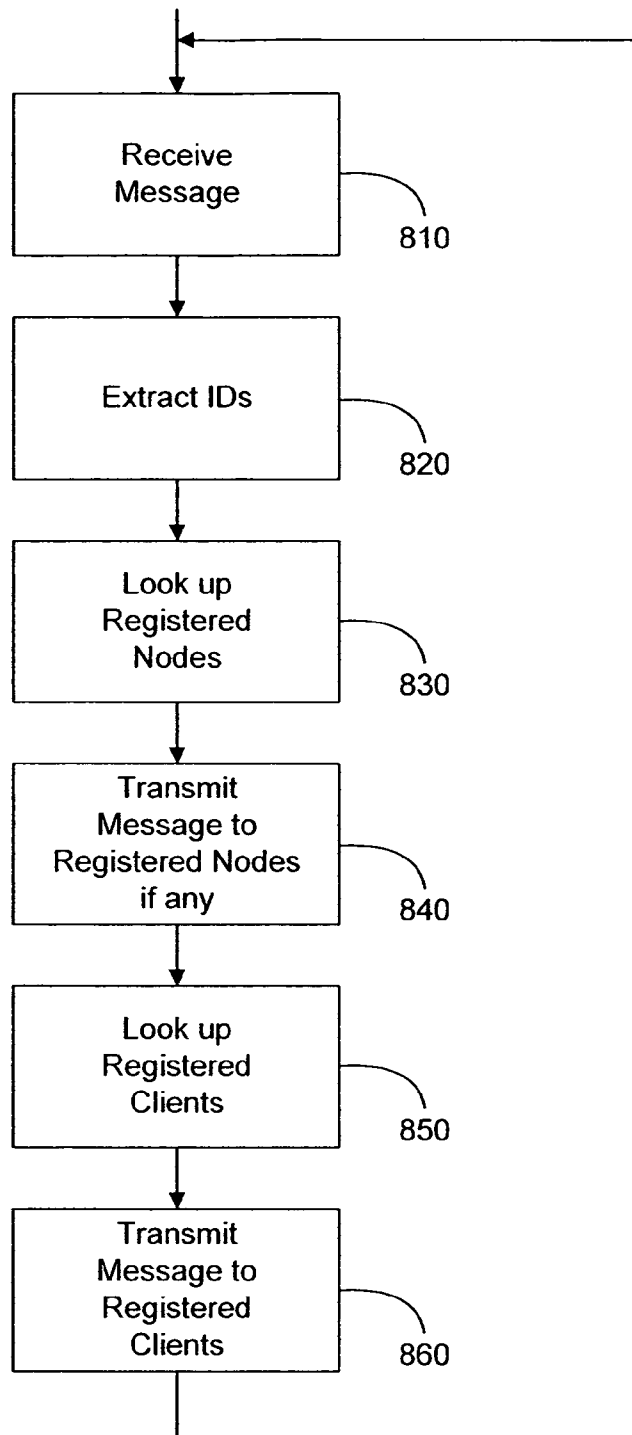 Receive
Message
810
Extract IDs
820
Look up
Registered
Nodes
830
Transmit
Message to
Registered Nodes
if any
840
Look up
Registered
Clients
850
Transmit
Message to
Registered
Clients
860